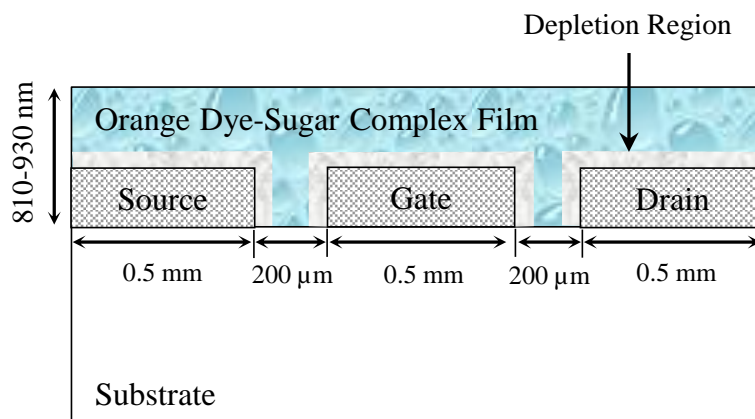 Depletion Region
810-930 nm
Orange Dye-Sugar Complex Film
Source
Gate
Drain
0.5 mm
200 µm
0.5 mm
200 µm
0.5 mm
Substrate